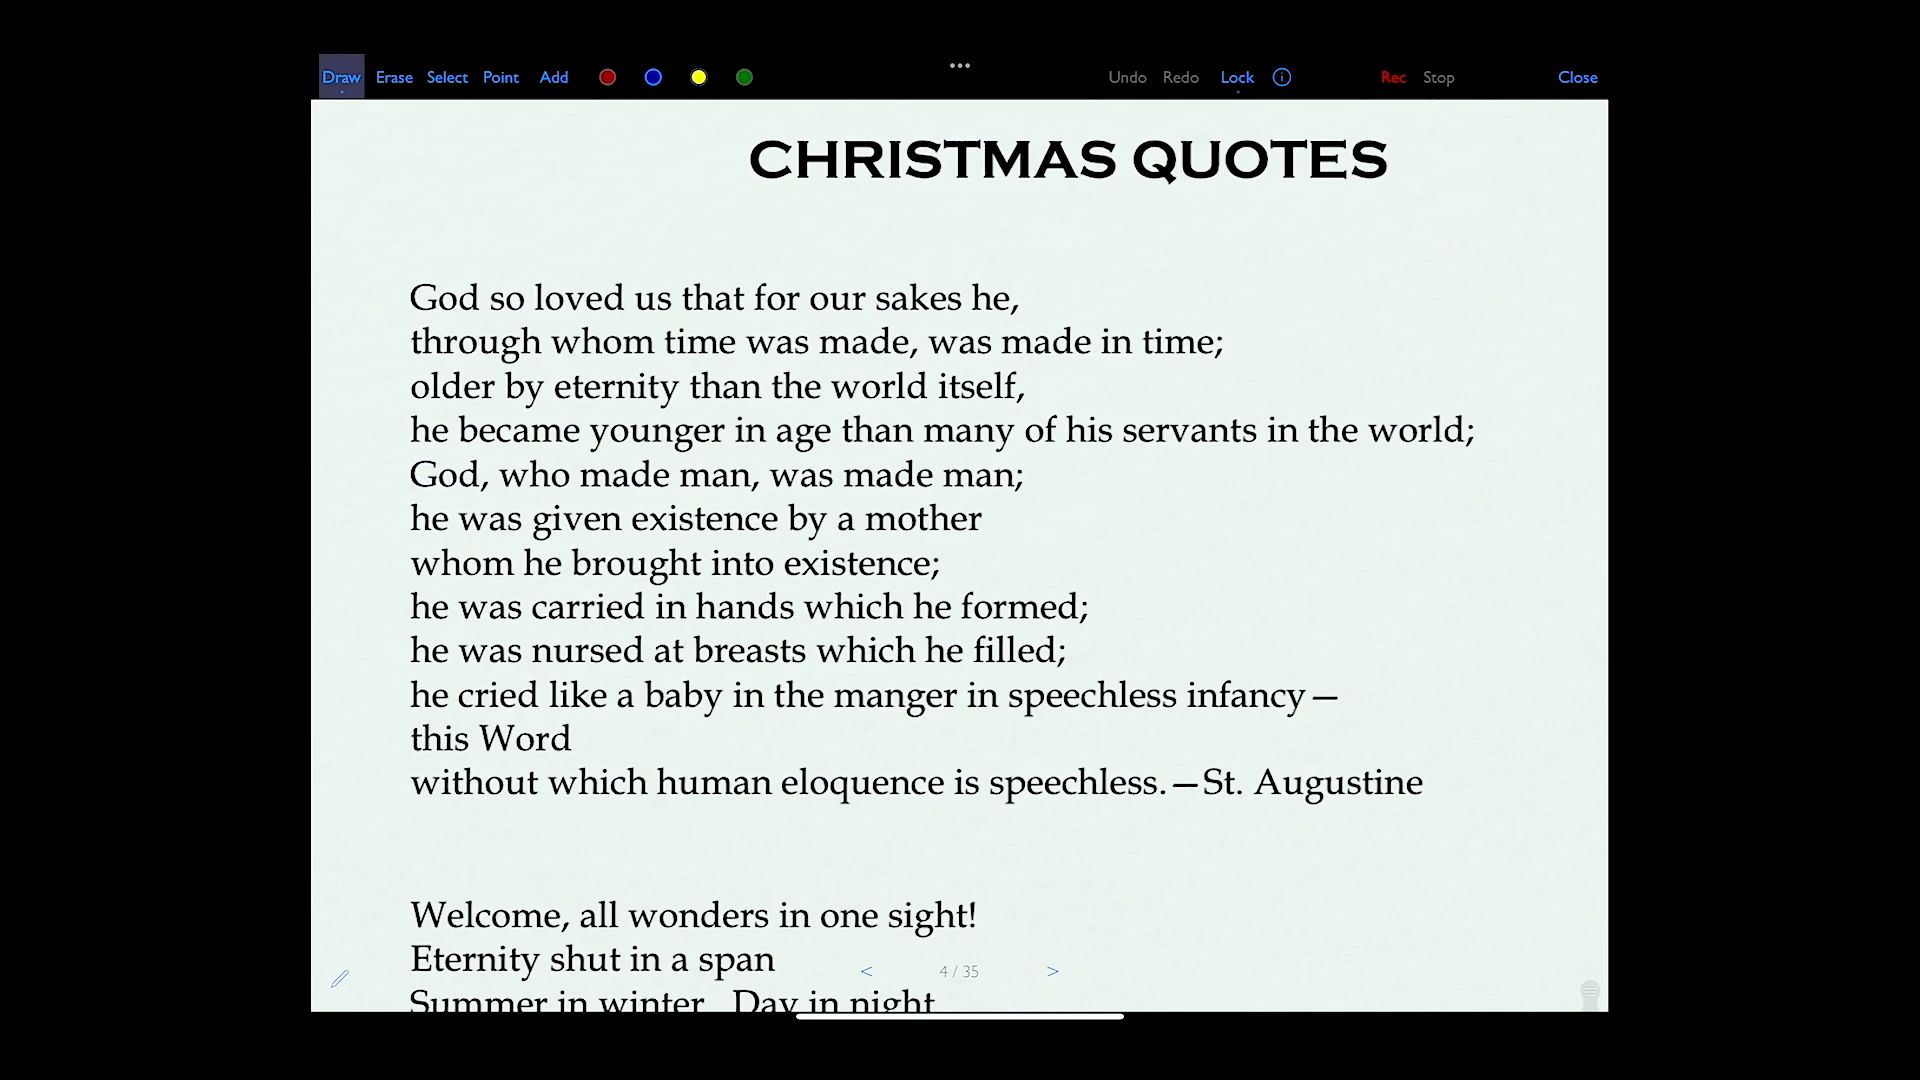 Draw Erase Select Point Add ... Undo Redo Lock i Rec Stop Close
CHRISTMAS QUOTES
God so loved us that for our sakes he,
through whom time was made, was made in time;
older by eternity than the world itself,
he became younger in age than many of his servants in the world;
God, who made man, was made man;
he was given existence by a mother
whom he brought into existence;
he was carried in hands which he formed;
he was nursed at breasts which he filled;
he cried like a baby in the manger in speechless infancy—
this Word
without which human eloquence is speechless.—St. Augustine
Welcome, all wonders in one sight!
Eternity shut in a span
< 4 / 35 >
Summer in winter Day in night